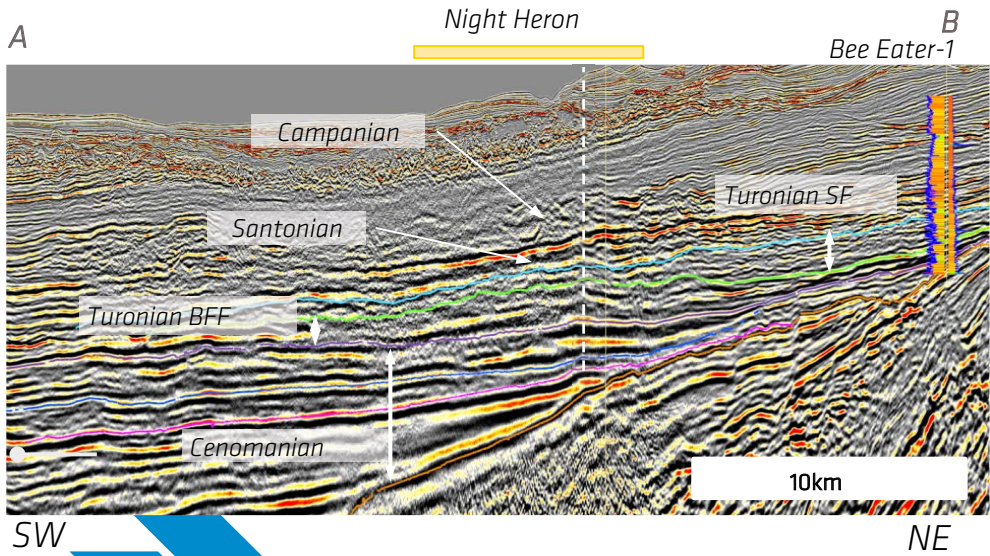 Night Heron
A
B
Bee Eater-1
Campanian
Turonian SF
Santonian
Turonian BFF
Cenomanian
10km
SW
NE